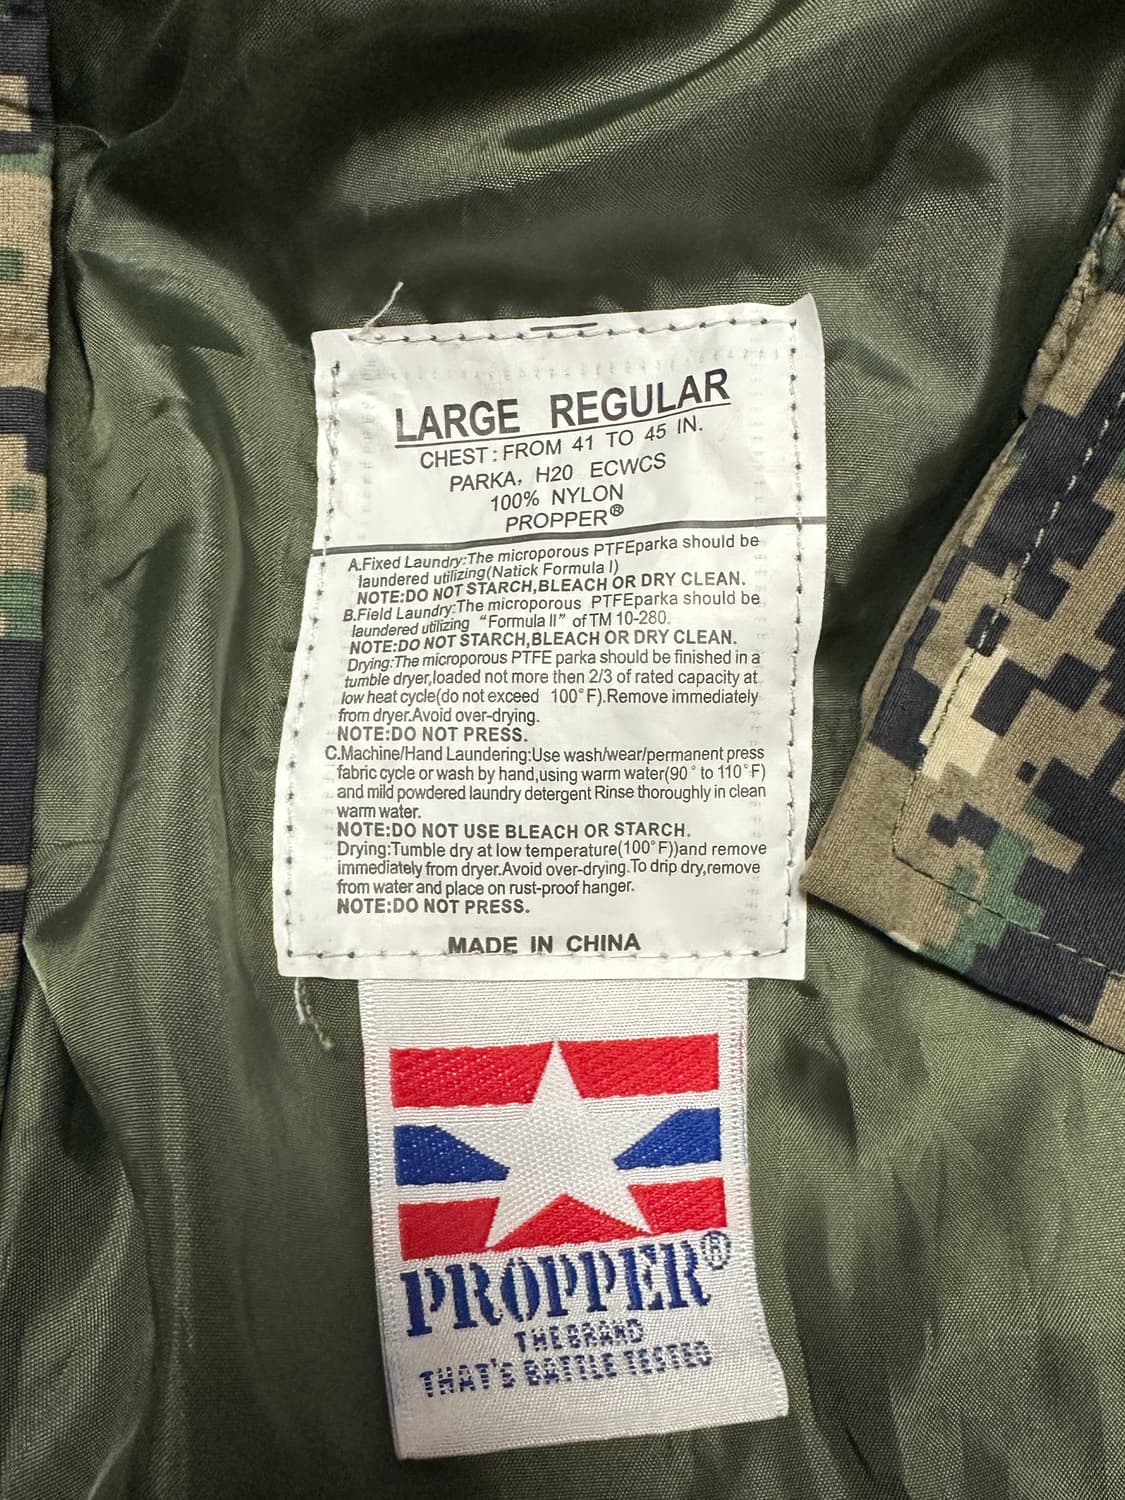 LARGE REGULAR
CHEST: FROM 41 TO 45 IN.
PARKA, H20 ECWCS
100% NYLON
PROPPER®
A.Fixed Laundry:The microporous PTFEparka should be
laundered utilizing(Natick Formula I)
NOTE:DO NOT STARCH,BLEACH OR DRY CLEAN.
B.Field Laundry:The microporous PTFEparka should be
laundered utilizing “Formula II” of TM 10-280.
NOTE:DO NOT STARCH,BLEACH OR DRY CLEAN.
Drying:The microporous PTFE parka should be finished in a
tumble dryer,loaded not more then 2/3 of rated capacity at
low heat cycle(do not exceed 100°F).Remove immediately
from dryer.Avoid over-drying.
NOTE:DO NOT PRESS.
C.Machine/Hand Laundering:Use wash/wear/permanent press
fabric cycle or wash by hand,using warm water(90° to 110°F)
and mild powdered laundry detergent Rinse thoroughly in clean
warm water.
NOTE:DO NOT USE BLEACH OR STARCH.
Drying:Tumble dry at low temperature(100°F))and remove
immediately from dryer.Avoid over-drying.To drip dry,remove
from water and place on rust-proof hanger.
NOTE:DO NOT PRESS.
MADE IN CHINA
PROPPER®
THE BRAND
THAT'S BATTLE TESTED